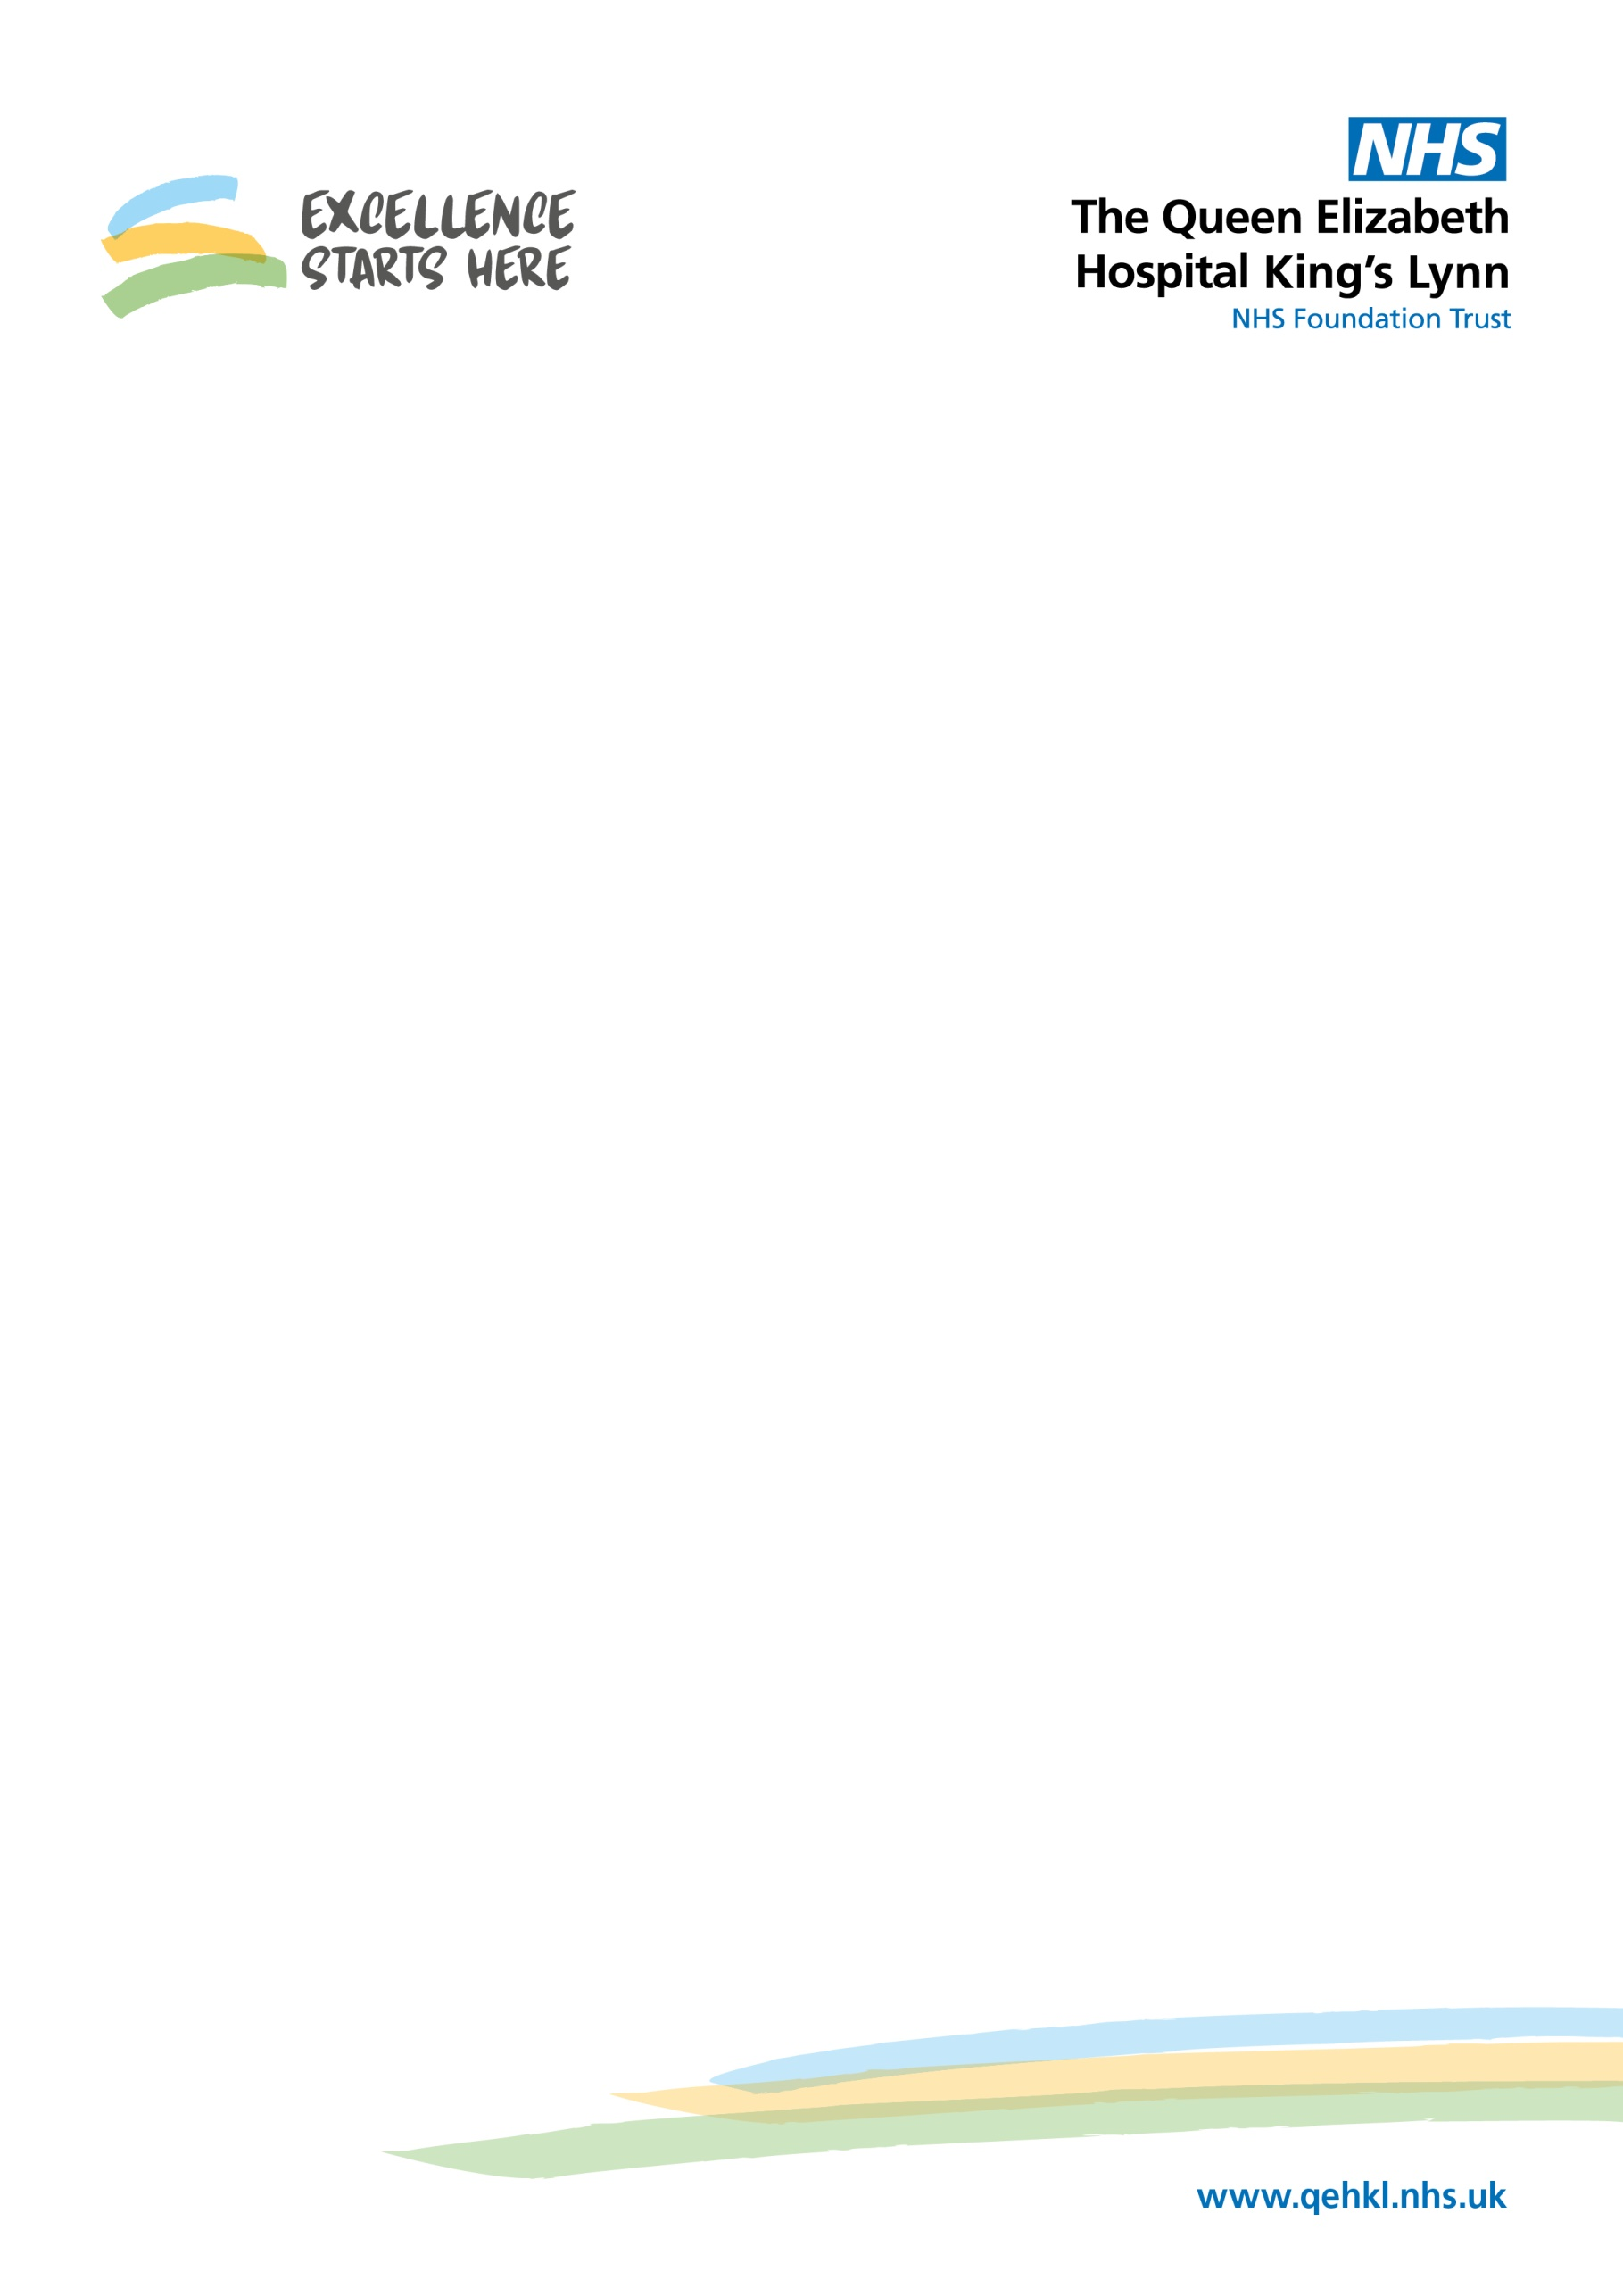 EXCELLENCE
STARTS HERE
NHS
The Queen Elizabeth
Hospital King's Lynn
NHS Foundation Trust
www.qehkl.nhs.uk